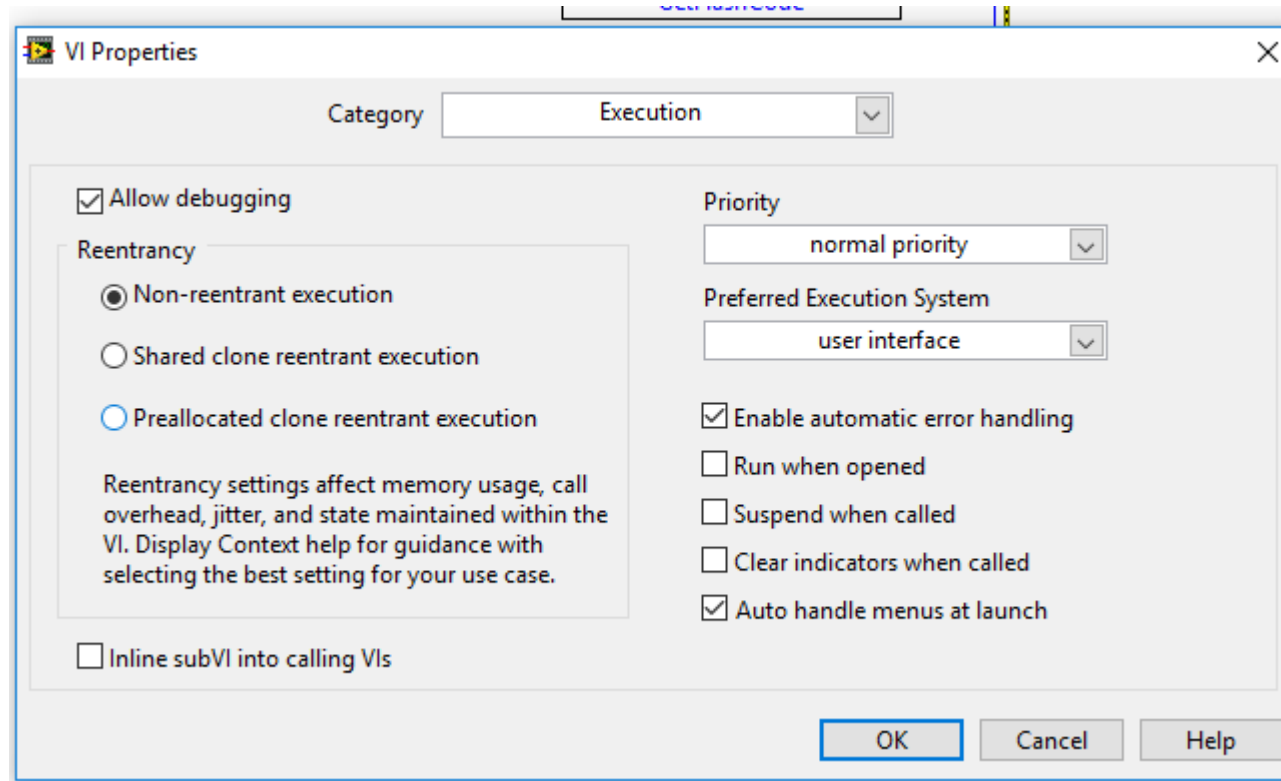 VI Properties
Category
Execution
Allow debugging
Reentrancy
Non-reentrant execution
Shared clone reentrant execution
Preallocated clone reentrant execution
Reentrancy settings affect memory usage, call
overhead, jitter, and state maintained within the
VI. Display Context help for guidance with
selecting the best setting for your use case.
Inline subVI into calling VIs
Priority
normal priority
Preferred Execution System
user interface
Enable automatic error handling
Run when opened
Suspend when called
Clear indicators when called
Auto handle menus at launch
OK
Cancel
Help